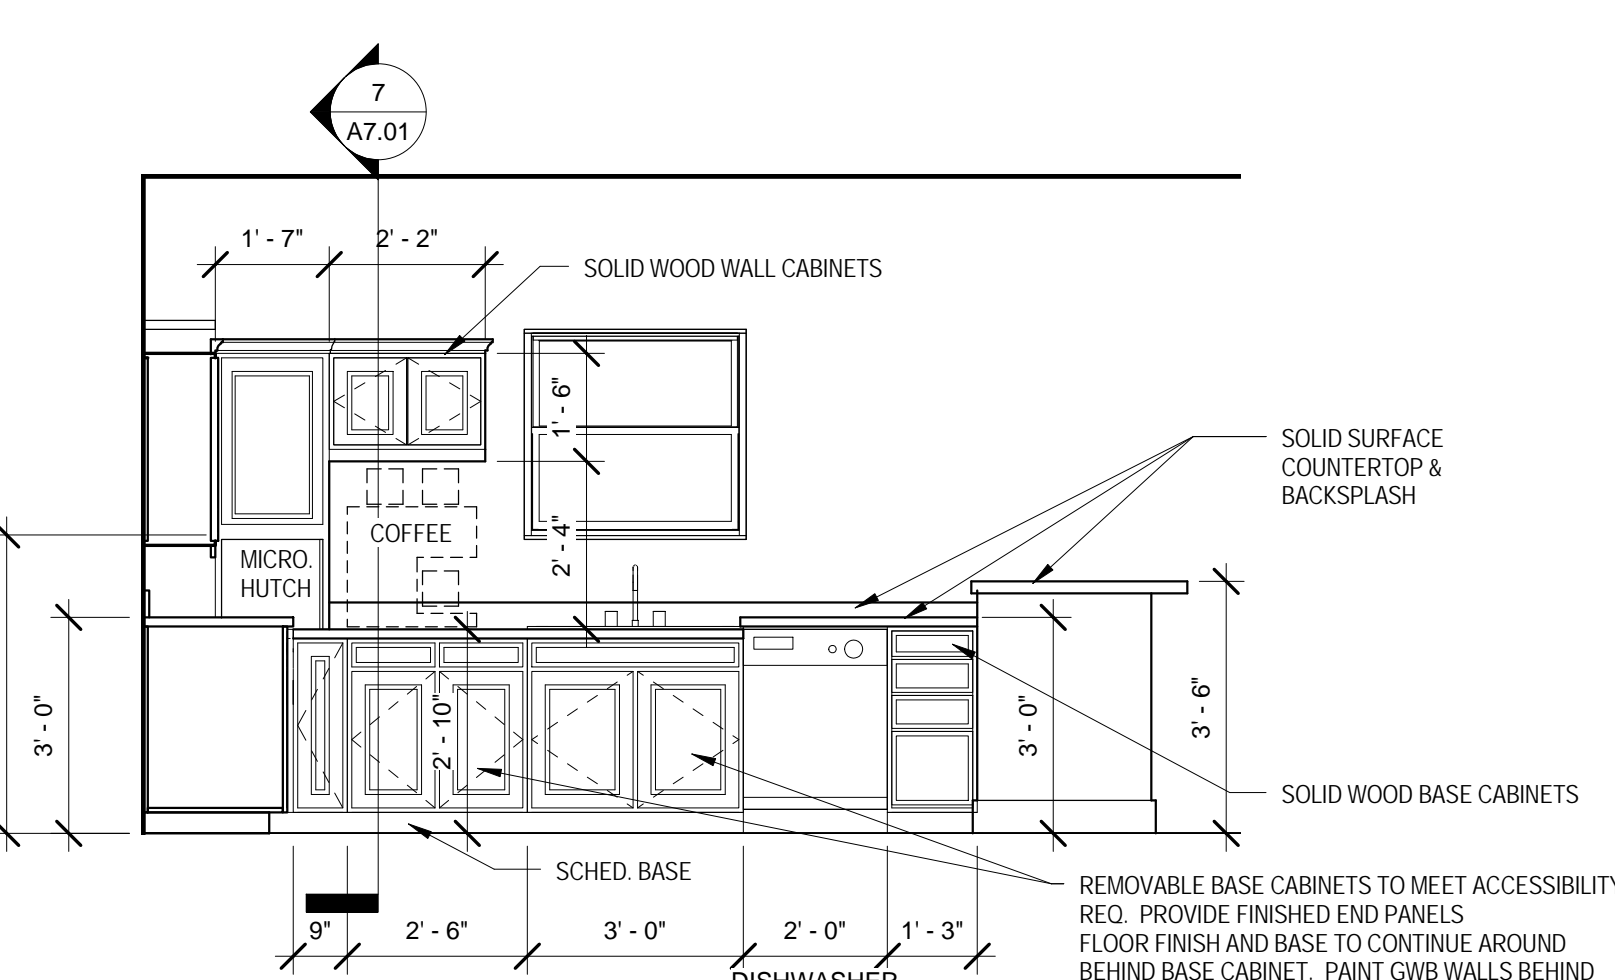 7
A7.01
1' - 7"
2' - 2"
SOLID WOOD WALL CABINETS
1' - 6"
SOLID SURFACE
COUNTERTOP &
BACKSPLASH
COFFEE
2' - 4"
MICRO.
HUTCH
3' - 0"
2' - 10"
3' - 0"
3' - 6"
SOLID WOOD BASE CABINETS
SCHED. BASE
REMOVABLE BASE CABINETS TO MEET ACCESSIBILITY
REQ. PROVIDE FINISHED END PANELS
FLOOR FINISH AND BASE TO CONTINUE AROUND
BEHIND BASE CABINET. PAINT GWB WALLS BEHIND
9"
2' - 6"
3' - 0"
2' - 0"
1' - 3"
DISHWASHER